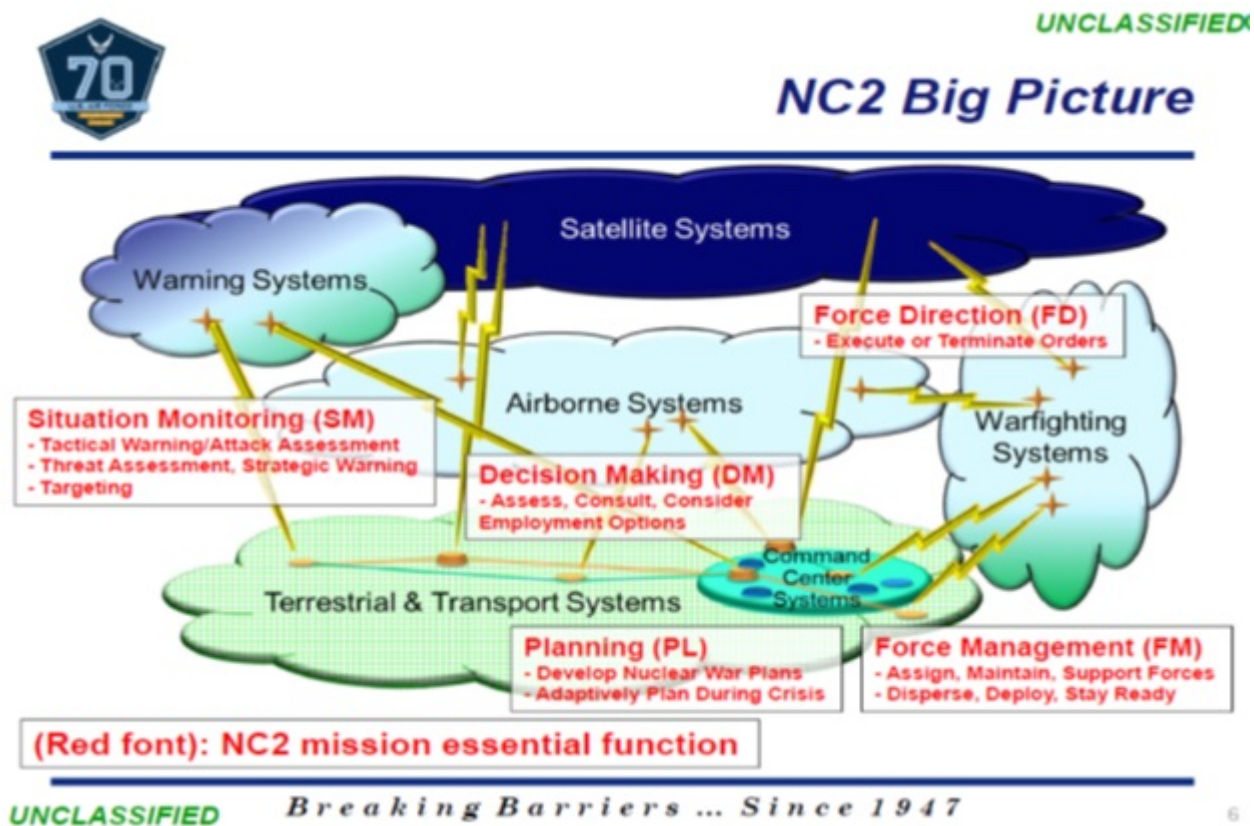 UNCLASSIFIED
70
U.S. AIR FORCE
NC2 Big Picture
Satellite Systems
Warning Systems
Force Direction (FD)
- Execute or Terminate Orders
Airborne Systems
Warfighting
Systems
Situation Monitoring (SM)
- Tactical Warning/Attack Assessment
- Threat Assessment, Strategic Warning
- Targeting
Decision Making (DM)
- Assess, Consult, Consider
Employment Options
Command
Center
Systems
Terrestrial & Transport Systems
Planning (PL)
- Develop Nuclear War Plans
- Adaptively Plan During Crisis
Force Management (FM)
- Assign, Maintain, Support Forces
- Disperse, Deploy, Stay Ready
(Red font): NC2 mission essential function
UNCLASSIFIED
Breaking Barriers ... Since 1947
6